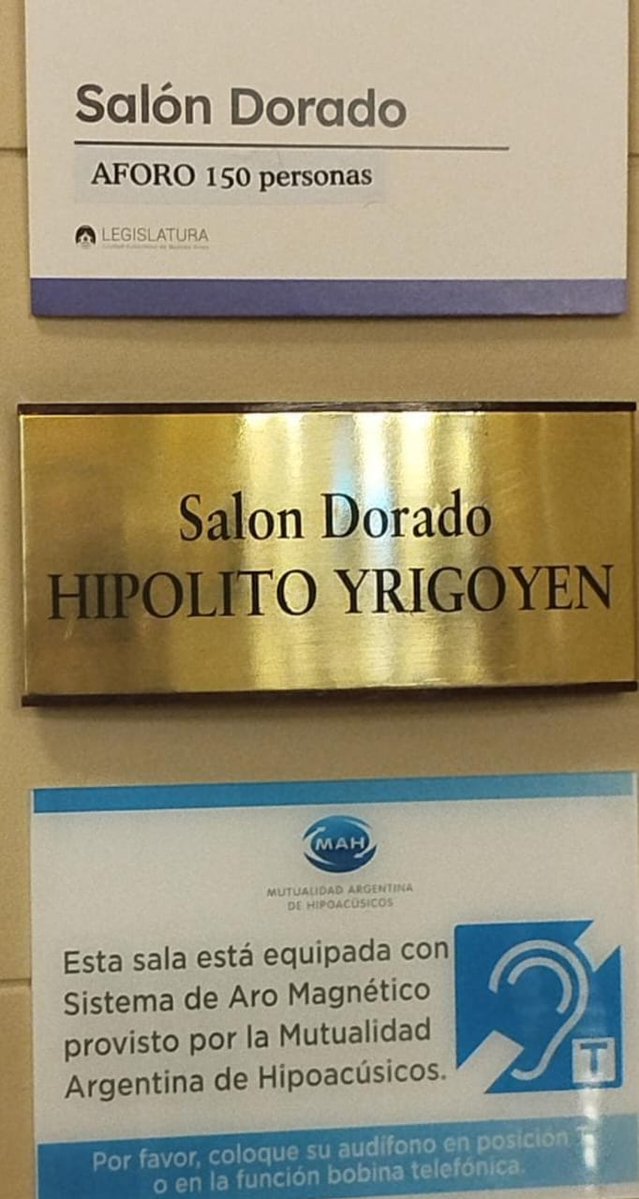 Salón Dorado
AFORO 150 personas
LEGISLATURA
Salon Dorado
HIPOLITO YRIGOYEN
MAH
MUTUALIDAD ARGENTINA
DE HIPOACÚSICOS
Esta sala está equipada con
Sistema de Aro Magnético
provisto por la Mutualidad
Argentina de Hipoacúsicos.
T
Por favor, coloque su audífono en posición T
o en la función bobina telefónica.